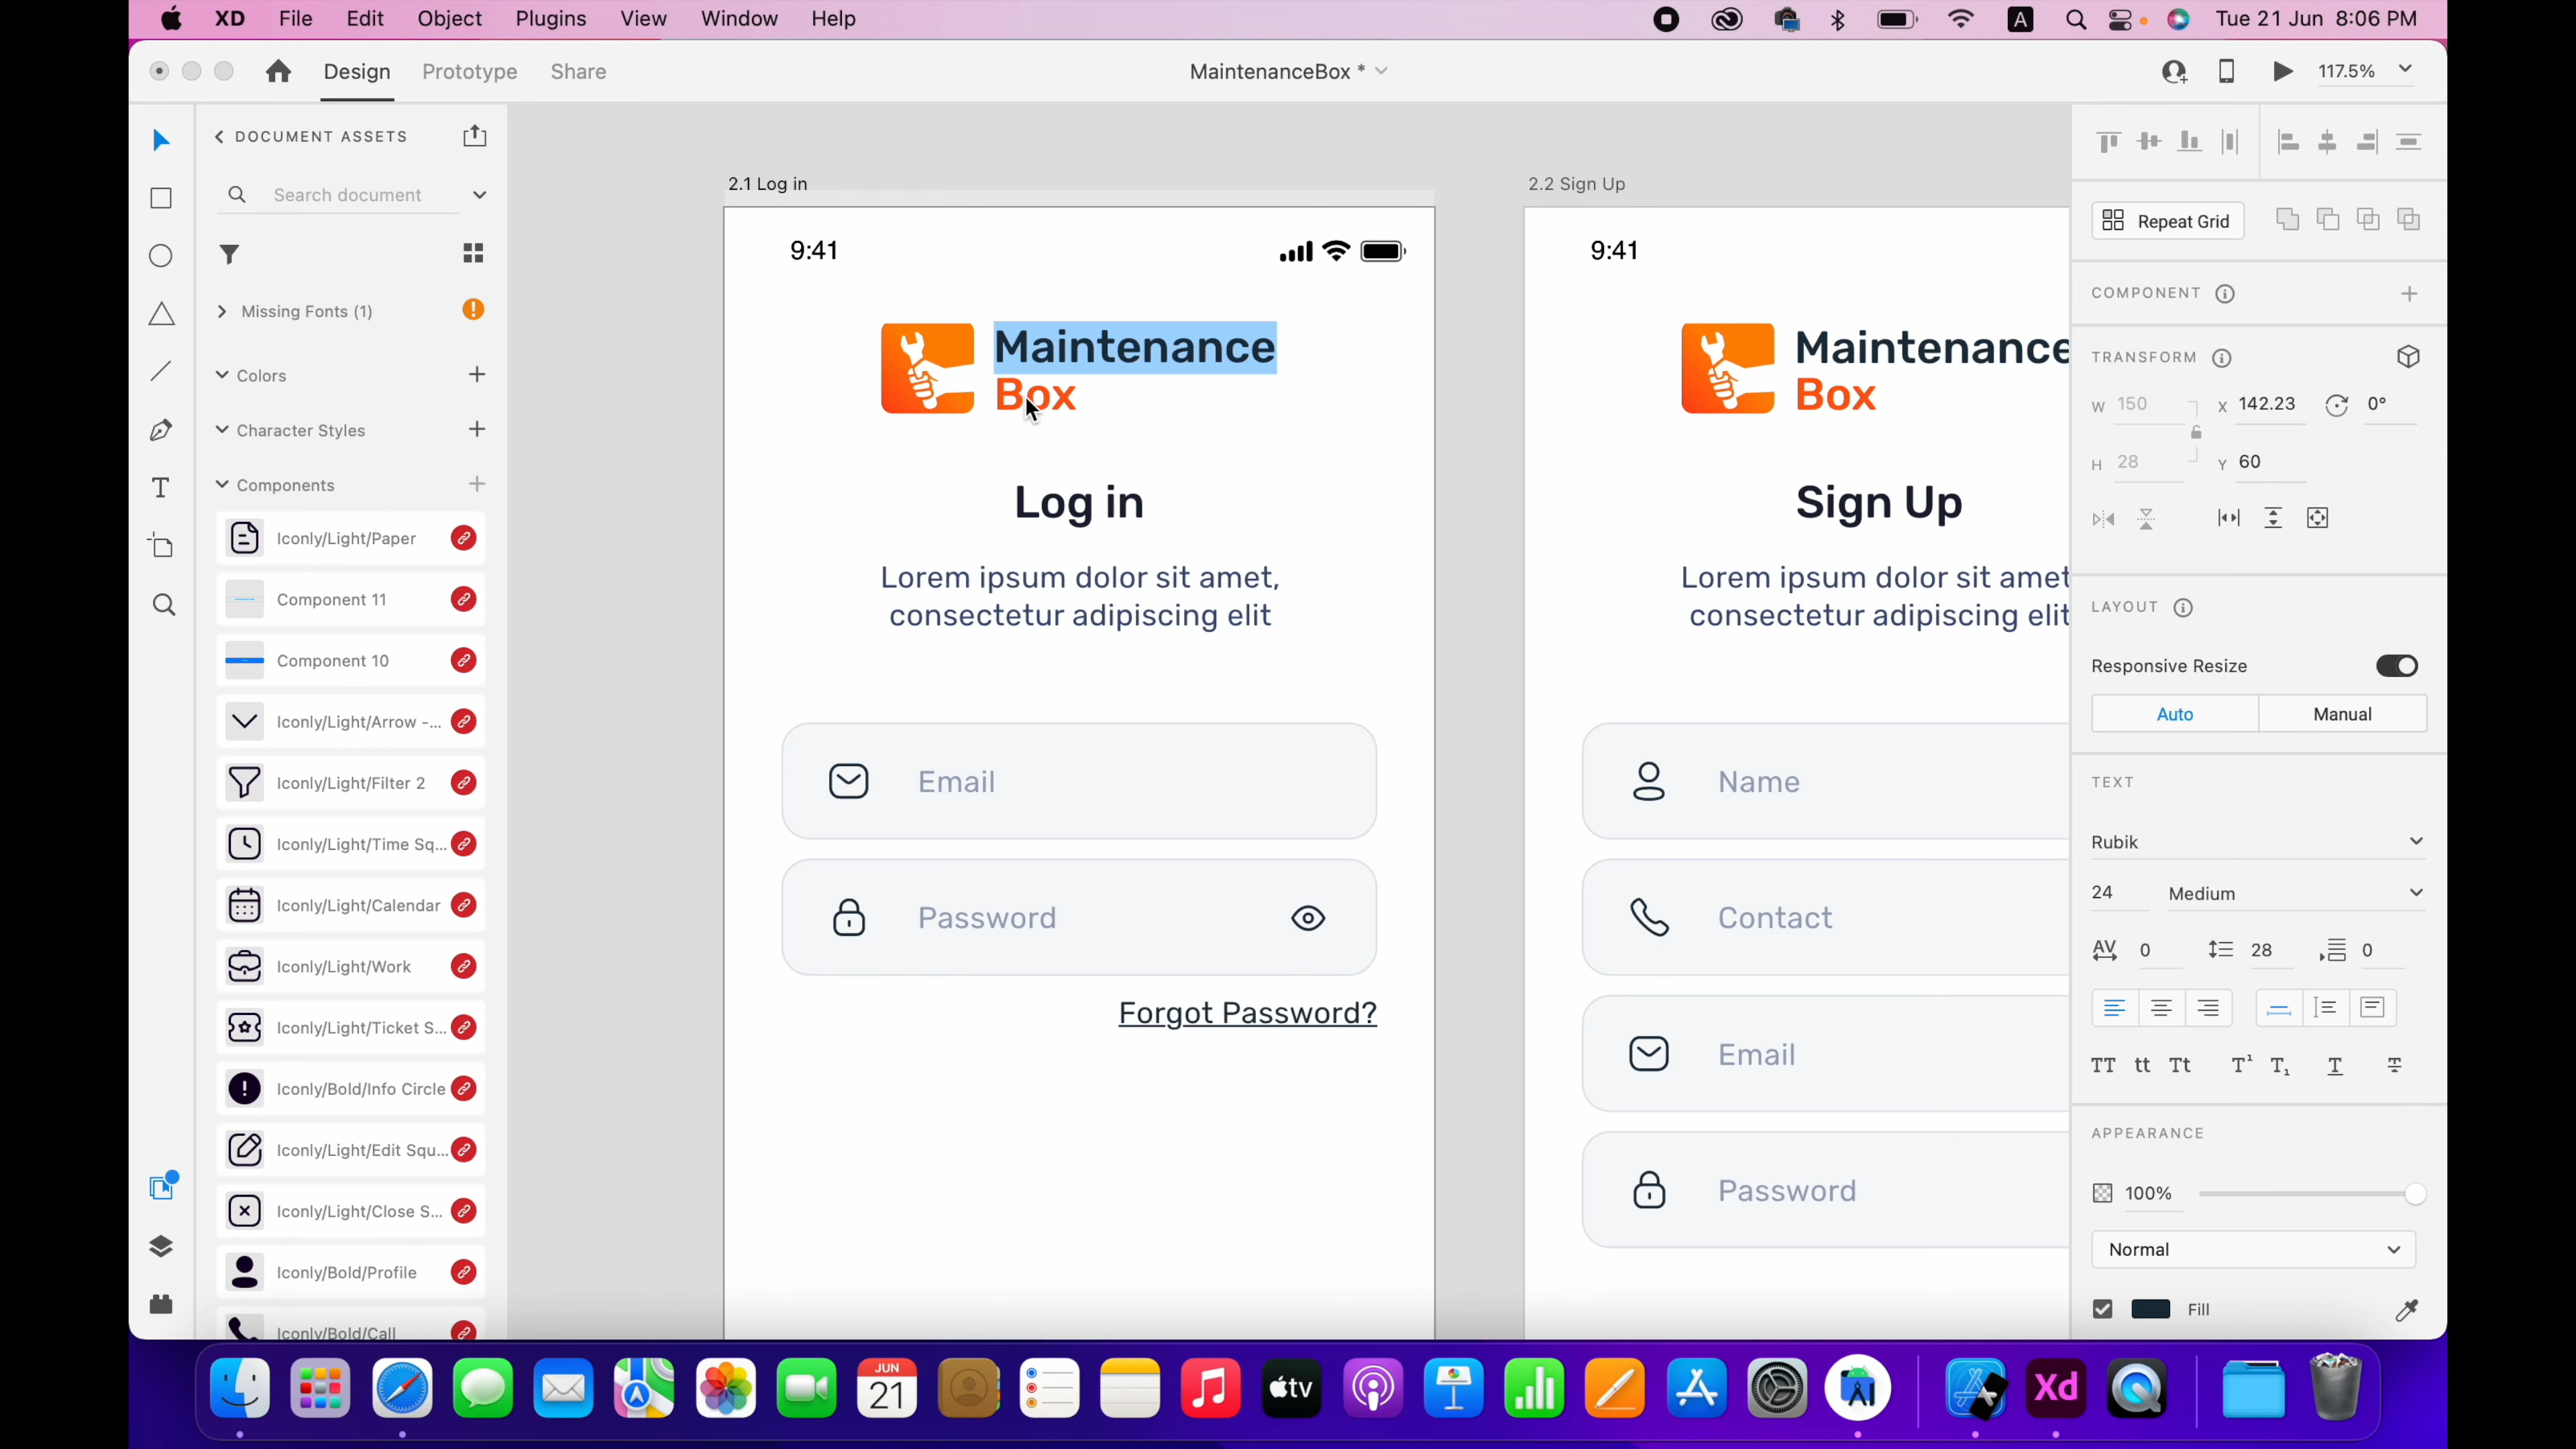 XD File Edit Object Plugins View Window Help
A
Tue 21 Jun 8:06 PM
Design Prototype Share
MaintenanceBox *
117.5%
DOCUMENT ASSETS
Search document
Missing Fonts (1)
Colors
Character Styles
Components
Iconly/Light/Paper
Component 11
Component 10
Iconly/Light/Arrow -...
Iconly/Light/Filter 2
Iconly/Light/Time Sq...
Iconly/Light/Calendar
Iconly/Light/Work
Iconly/Light/Ticket S...
Iconly/Bold/Info Circle
Iconly/Light/Edit Squ...
Iconly/Light/Close S...
Iconly/Bold/Profile
Iconly/Bold/Call
2.1 Log in
9:41
Maintenance
Box
Log in
Lorem ipsum dolor sit amet,
consectetur adipiscing elit
Email
Password
Forgot Password?
2.2 Sign Up
9:41
Maintenance
Box
Sign Up
Lorem ipsum dolor sit amet
consectetur adipiscing elit
Name
Contact
Email
Password
Repeat Grid
COMPONENT
TRANSFORM
W 150 X 142.23 0°
H 28 Y 60
LAYOUT
Responsive Resize
Auto Manual
TEXT
Rubik
24 Medium
AV 0 28 0
TT tt Tt T1 T1 T T
APPEARANCE
100%
Normal
Fill
JUN
21
tv
Xd